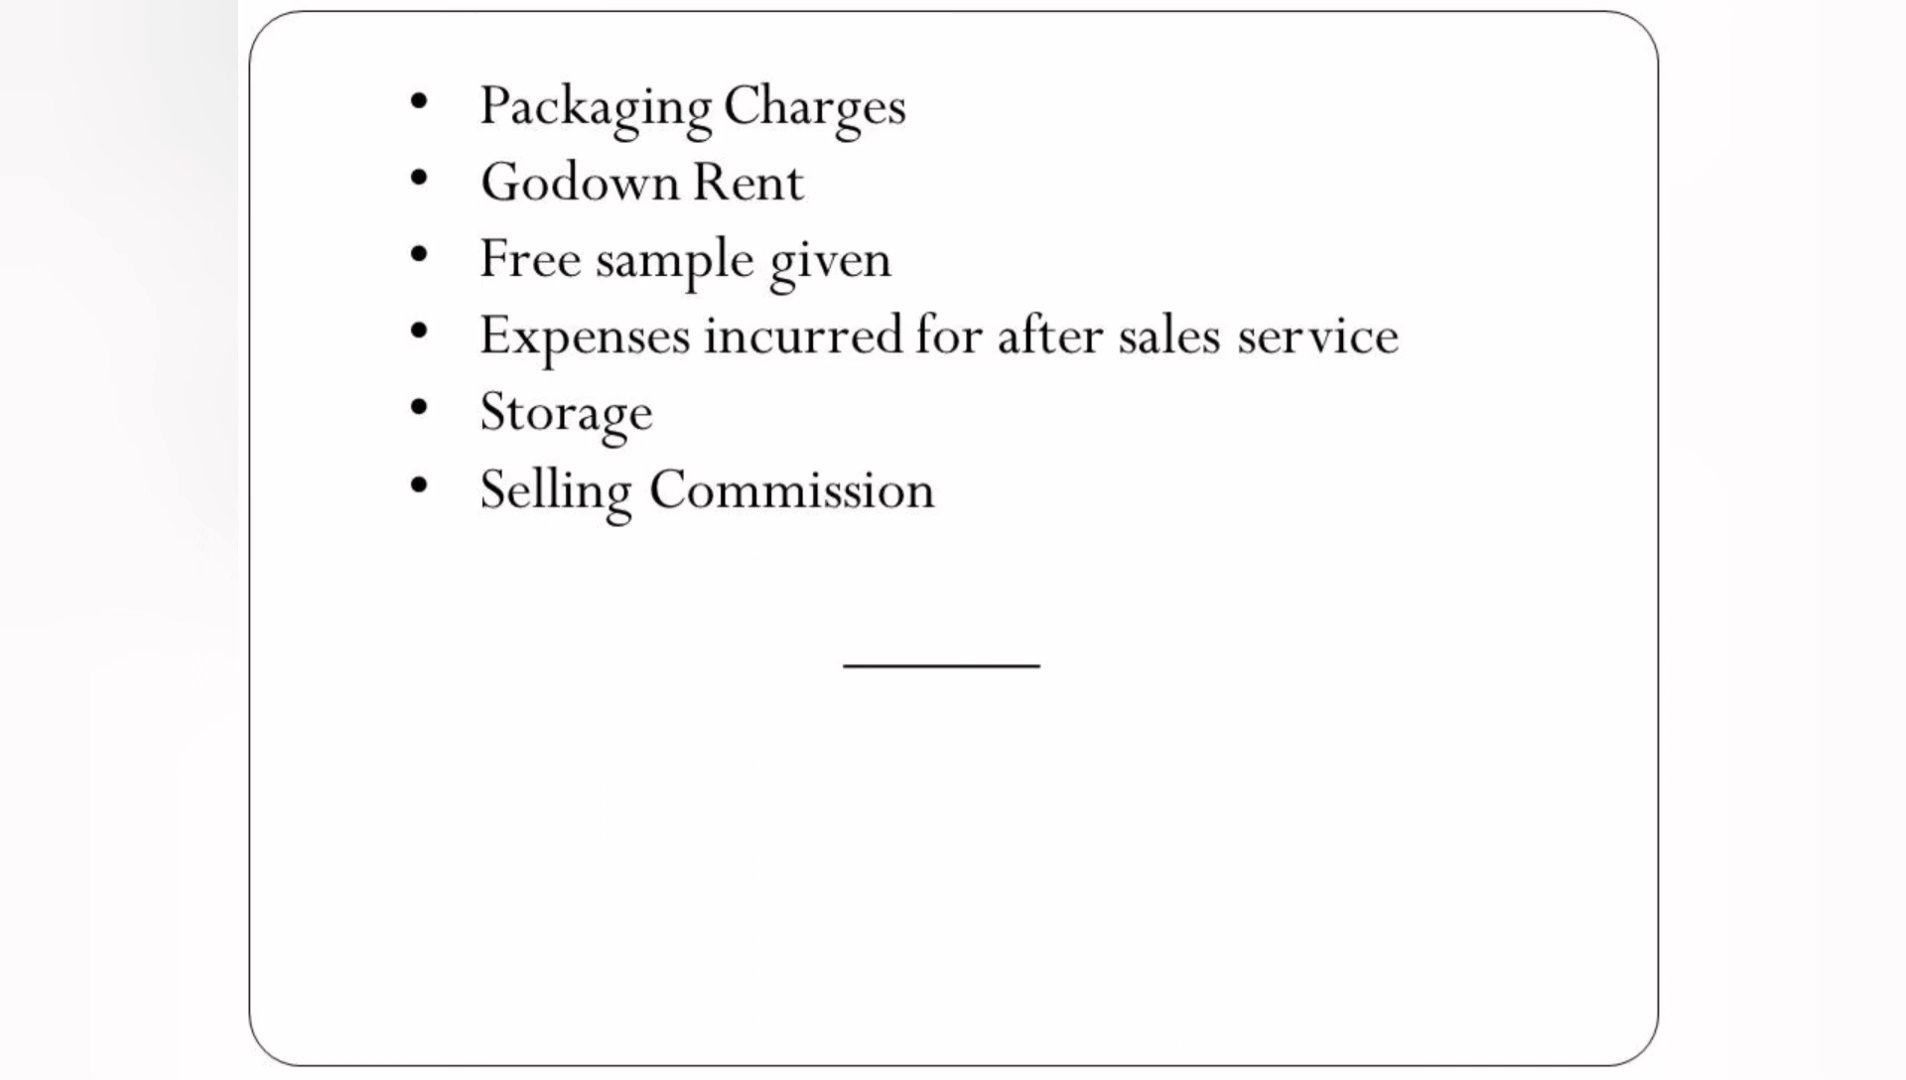 • Packaging Charges
• Godown Rent
• Free sample given
• Expenses incurred for after sales service
• Storage
• Selling Commission